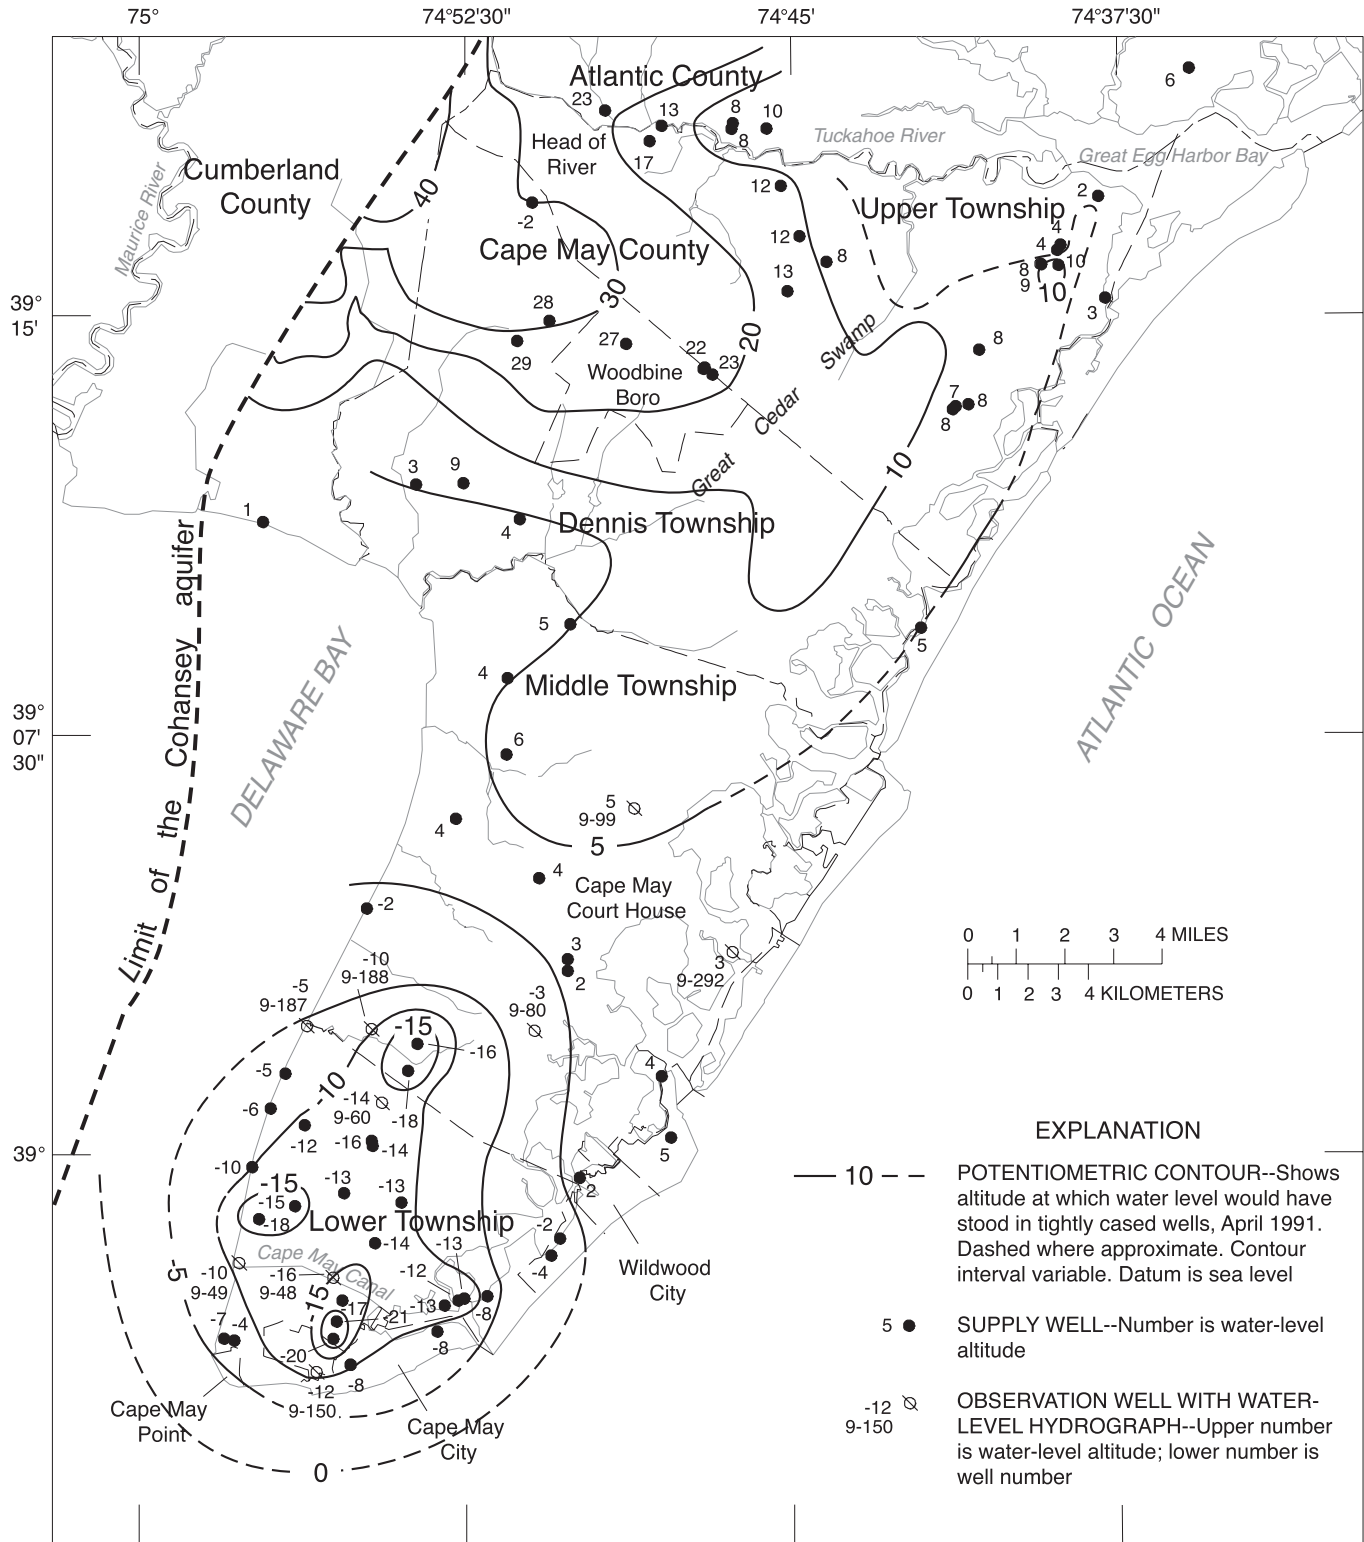 75°
74°52'30"
74°45'
74°37'30"
Atlantic County
6
23
13
8
10
Head of
River
17
8
Tuckahoe River
Great Egg Harbor Bay
Cumberland
County
Maurice River
40
12
2
-2
Upper Township
Cape May County
12
4
4
8
8
10
13
9
10
39°
15'
30
28
3
20
Swamp
27
22
23
8
29
Woodbine
Boro
Cedar
7
8
8
3
9
Great
10
1
4
Dennis Township
Limit of the Cohansey aquifer
DELAWARE BAY
ATLANTIC OCEAN
5
5
4
Middle Township
39°
07'
30"
6
5
9-99
4
5
4
Cape May
Court House
-2
3
2
3
9-292
0 1 2 3 4 MILES
0 1 2 3 4 KILOMETERS
-10
9-188
-5
9-187
-3
9-80
-15
-16
4
-5
-10
-14
9-60
-18
-6
-12
-16
-14
5
39°
-10
-13
-13
2
-15
-15
-18
Lower Township
-14
-13
-2
Cape May Canal
-12
-4
-10
9-49
-16
9-48
-5
-15
-17
-13
-8
-21
Wildwood
City
-7
-4
-8
-20
-12
9-150
-8
Cape May
Point
Cape May
City
0
EXPLANATION
10
POTENTIOMETRIC CONTOUR--Shows
altitude at which water level would have
stood in tightly cased wells, April 1991.
Dashed where approximate. Contour
interval variable. Datum is sea level
5
SUPPLY WELL--Number is water-level
altitude
-12
9-150
OBSERVATION WELL WITH WATER-
LEVEL HYDROGRAPH--Upper number
is water-level altitude; lower number is
well number